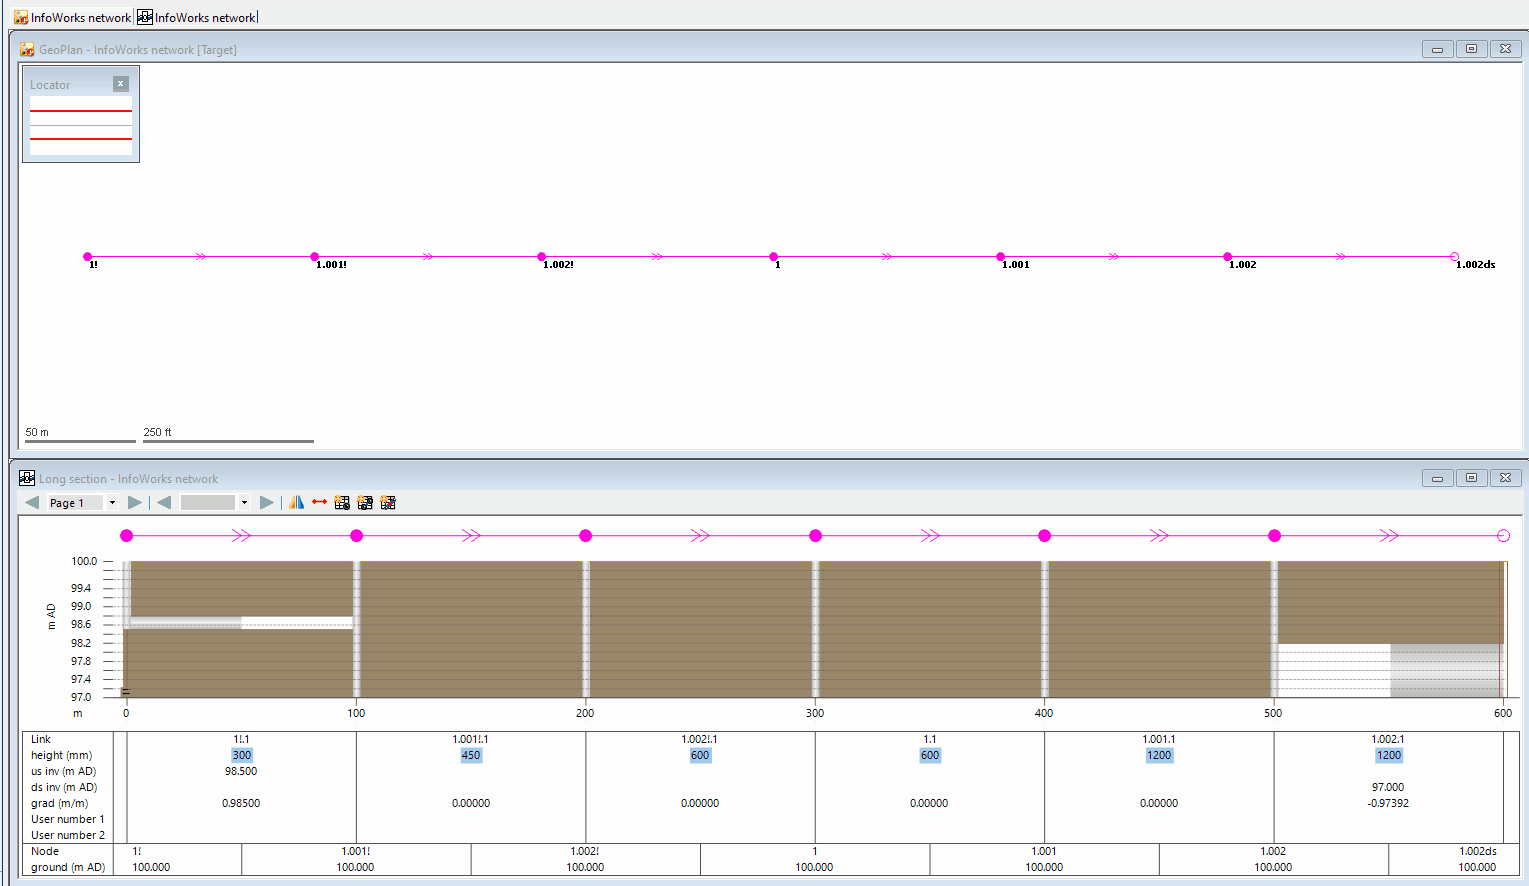 InfoWorks network InfoWorks network
GeoPlan - InfoWorks network [Target]
Locator
1! 1.001! 1.002! 1 1.001 1.002 1.002ds
50 m 250 ft
Long section - InfoWorks network
Page 1
100.0
99.4
99.0
m AD
98.6
98.2
97.8
97.4
97.0
m 0 100 200 300 400 500 600
Link 1!.1 1.001!.1 1.002!.1 1.1 1.001.1 1.002.1
height (mm) 300 450 600 600 1200 1200
us inv (m AD) 98.500
ds inv (m AD) 97.000
grad (m/m) 0.98500 0.00000 0.00000 0.00000 0.00000 -0.97392
User number 1
User number 2
Node 1! 1.001! 1.002! 1 1.001 1.002 1.002ds
ground (m AD) 100.000 100.000 100.000 100.000 100.000 100.000 100.000